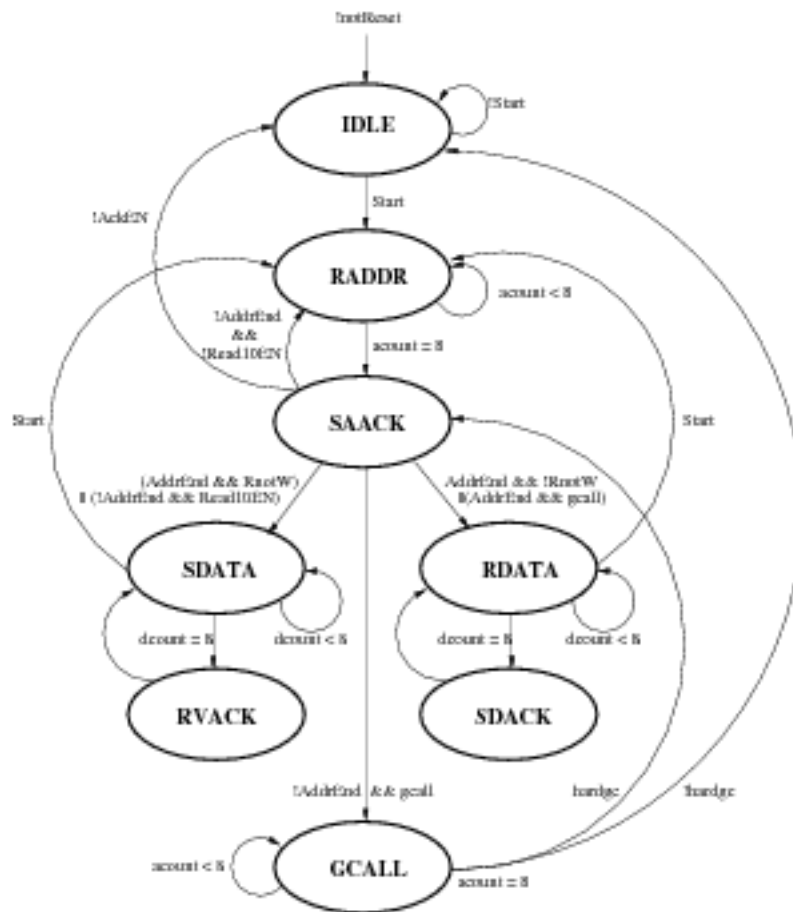 !notReset
IDLE
!Start
!AckEN
Start
RADDR
acount < 8
!AddrEnd
&&
!Read10EN
acount = 8
SAACK
Start
Start
(AddrEnd && RnotW)
|| (!AddrEnd && Read10EN)
AddrEnd && !RnotW
||(AddrEnd && gcall)
SDATA
RDATA
dcount = 8
dcount < 8
dcount = 8
dcount < 8
RVACK
SDACK
!AddrEnd && gcall
hardgc
!hardgc
acount < 8
GCALL
acount = 8